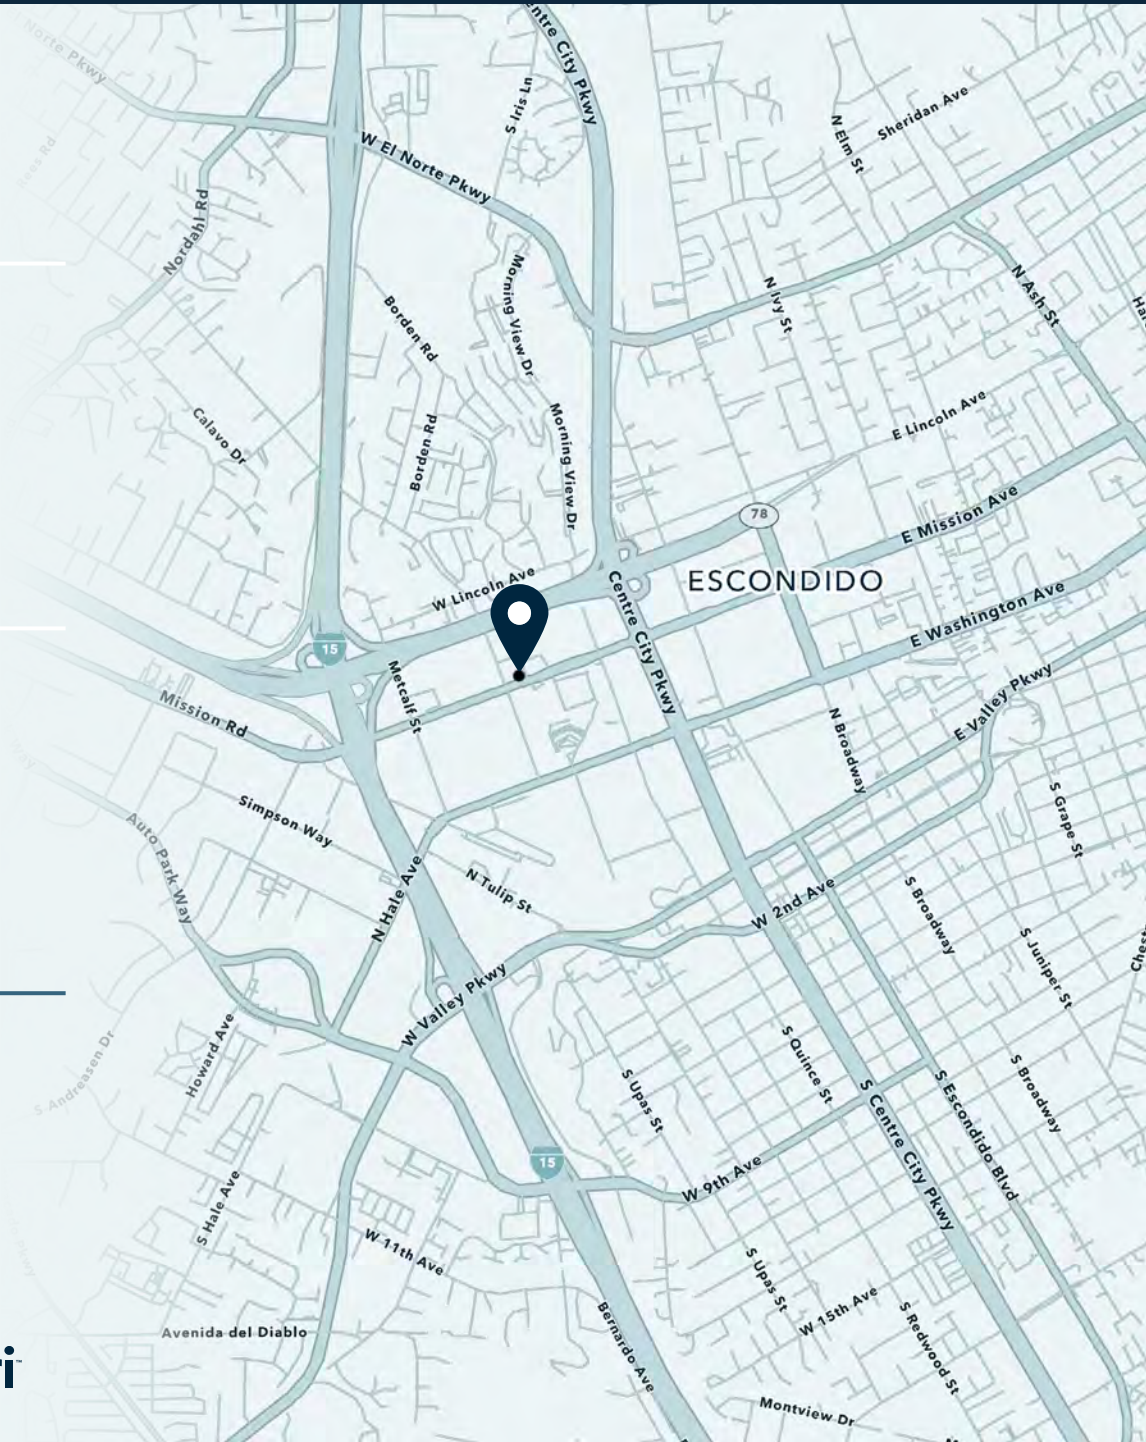 Centre City Pkwy
Norte Pkwy
S Iris Ln
Sheridan Ave
N Elm St
W El Norte Pkwy
Rees Rd
Nordahl Rd
Morning View Dr
N Ivy St
N Ash St
Borden Rd
Calavo Dr
Borden Rd
Morning View Dr
E Lincoln Ave
E Mission Ave
78
W Lincoln Ave
ESCONDIDO
Centre City Pkwy
E Washington Ave
15
Metcalf St
Mission Rd
E Valley Pkwy
N Broadway
Way
S Grape St
Simpson Way
Auto Park Way
N Hale Ave
N Tulip St
W 2nd Ave
S Broadway
S Juniper St
W Valley Pkwy
Howard Ave
S Andreasen Dr
S Quince St
S Upas St
S Escondido Blvd
S Broadway
S Centre City Pkwy
15
W 9th Ave
S Hale Ave
W 11th Ave
S Upas St
W 15th Ave
S Redwood St
Avenida del Diablo
Bernardo Ave
Montview Dr